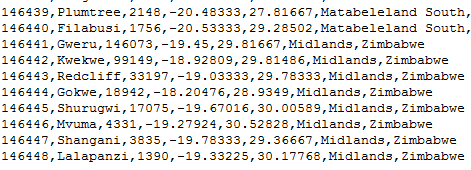 146439,Plumtree,2148,-20.48333,27.81667,Matabeleland South,
146440,Filabusi,1756,-20.53333,29.28502,Matabeleland South,
146441,Gweru,146073,-19.45,29.81667,Midlands,Zimbabwe
146442,Kwekwe,99149,-18.92809,29.81486,Midlands,Zimbabwe
146443,Redcliff,33197,-19.03333,29.78333,Midlands,Zimbabwe
146444,Gokwe,18942,-18.20476,28.9349,Midlands,Zimbabwe
146445,Shurugwi,17075,-19.67016,30.00589,Midlands,Zimbabwe
146446,Mvuma,4331,-19.27924,30.52828,Midlands,Zimbabwe
146447,Shangani,3835,-19.78333,29.36667,Midlands,Zimbabwe
146448,Lalapanzi,1390,-19.33225,30.17768,Midlands,Zimbabwe